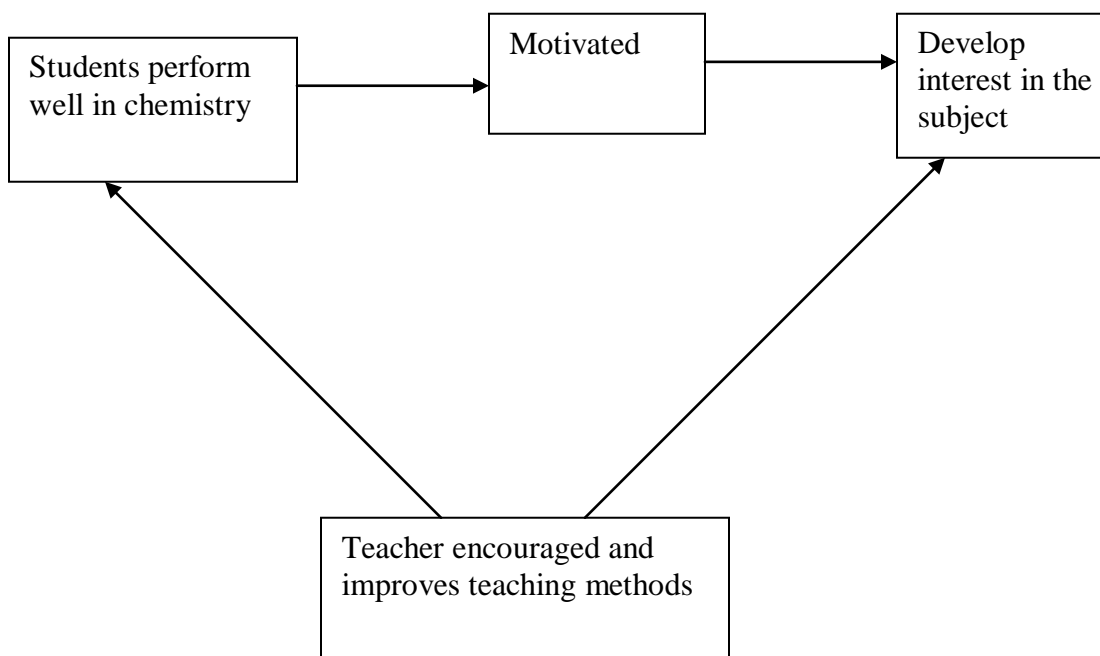 Students perform
well in chemistry
Motivated
Develop
interest in the
subject
Teacher encouraged and
improves teaching methods